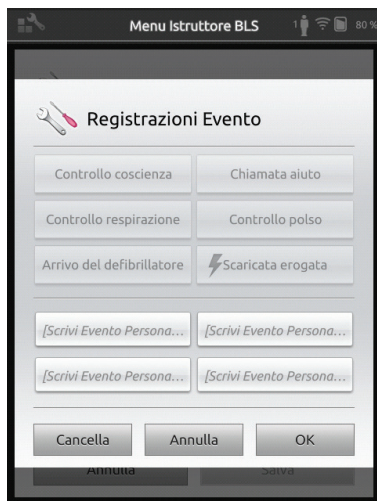 Menu Istruttore BLS 1 80 %
Registrazioni Evento
Controllo coscienza Chiamata aiuto
Controllo respirazione Controllo polso
Arrivo del defibrillatore Scaricata erogata
[Scrivi Evento Persona... [Scrivi Evento Persona...
[Scrivi Evento Persona... [Scrivi Evento Persona...
Cancella Annulla OK
Annulla Salva